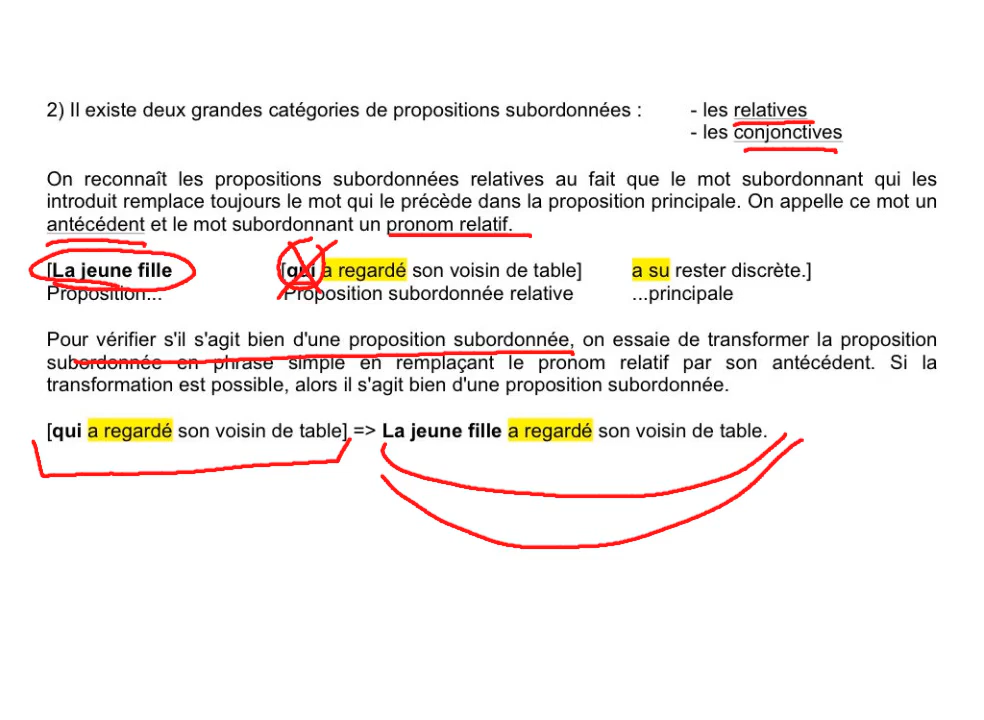 2) Il existe deux grandes catégories de propositions subordonnées : - les relatives
- les conjonctives
On reconnaît les propositions subordonnées relatives au fait que le mot subordonnant qui les
introduit remplace toujours le mot qui le précède dans la proposition principale. On appelle ce mot un
antécédent et le mot subordonnant un pronom relatif.
[La jeune fille [qui a regardé son voisin de table] a su rester discrète.]
Proposition... Proposition subordonnée relative ...principale
Pour vérifier s'il s'agit bien d'une proposition subordonnée, on essaie de transformer la proposition
subordonnée en phrase simple en remplaçant le pronom relatif par son antécédent. Si la
transformation est possible, alors il s'agit bien d'une proposition subordonnée.
[qui a regardé son voisin de table] => La jeune fille a regardé son voisin de table.